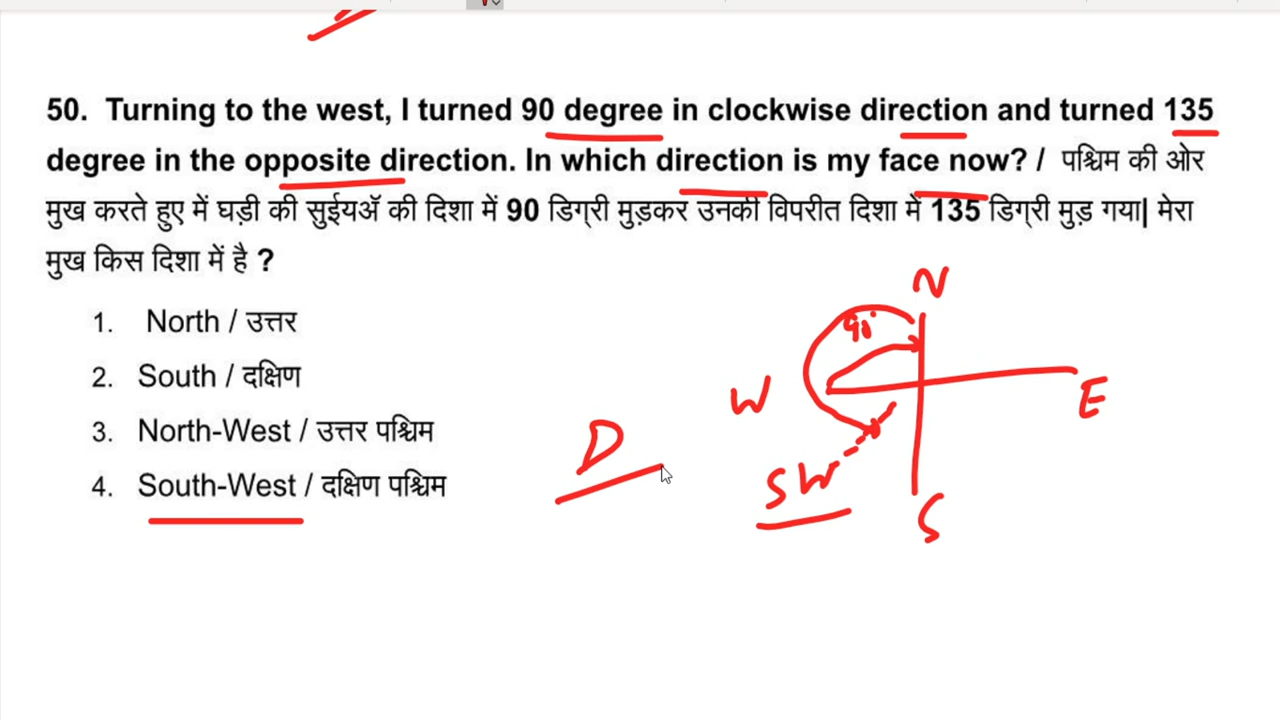 50. Turning to the west, I turned 90 degree in clockwise direction and turned 135
degree in the opposite direction. In which direction is my face now? / पश्चिम की ओर
मुख करते हुए में घड़ी की सुईयॲ की दिशा में 90 डिग्री मुड़कर उनकी विपरीत दिशा में 135 डिग्री मुड़ गया| मेरा
मुख किस दिशा में है ?
1. North / उत्तर
2. South / दक्षिण
3. North-West / उत्तर पश्चिम
4. South-West / दक्षिण पश्चिम
N
90°
W
E
D
SW
S